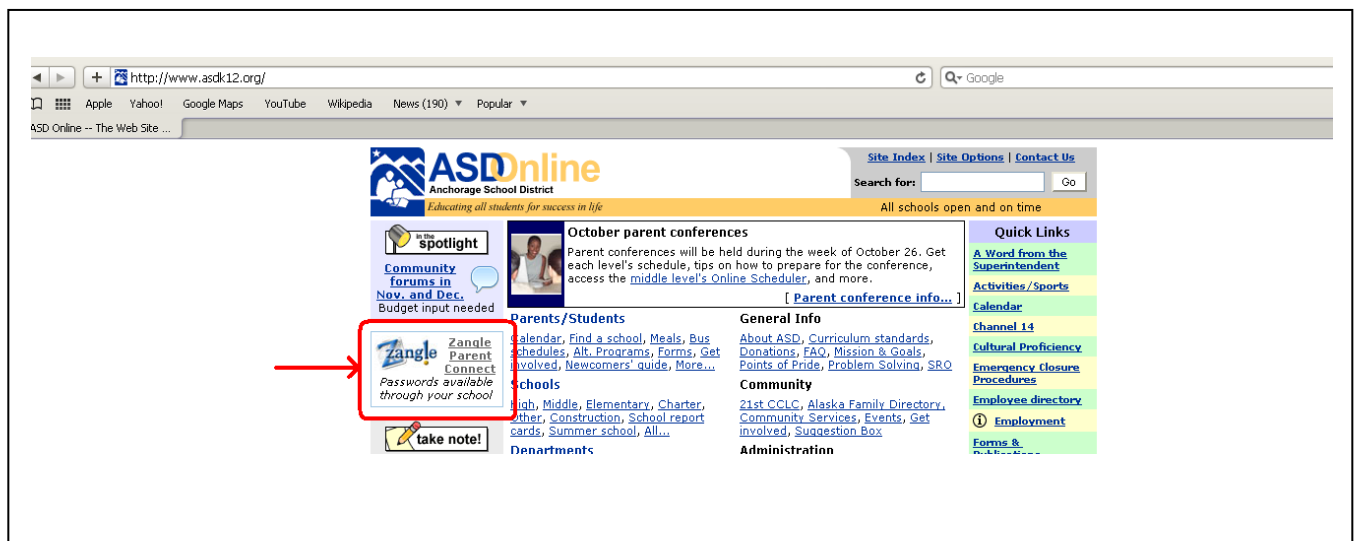 http://www.asdk12.org/
Google
Apple Yahoo! Google Maps YouTube Wikipedia News (190) ▼ Popular ▼
ASD Online -- The Web Site ...
ASDOnline
Anchorage School District
Educating all students for success in life
Site Index | Site Options | Contact Us
Search for: Go
All schools open and on time
in the
spotlight
Community
forums in
Nov. and Dec.
Budget input needed
Zangle
Zangle
Parent
Connect
Passwords available
through your school
take note!
October parent conferences
Parent conferences will be held during the week of October 26. Get
each level's schedule, tips on how to prepare for the conference,
access the middle level's Online Scheduler, and more.
[ Parent conference info... ]
Parents/Students
Calendar, Find a school, Meals, Bus
schedules, Alt. Programs, Forms, Get
involved, Newcomers' guide, More...
Schools
High, Middle, Elementary, Charter,
Other, Construction, School report
cards, Summer school, All...
Departments
General Info
About ASD, Curriculum standards,
Donations, FAQ, Mission & Goals,
Points of Pride, Problem Solving, SRO
Community
21st CCLC, Alaska Family Directory,
Community Services, Events, Get
involved, Suggestion Box
Administration
Quick Links
A Word from the
Superintendent
Activities/Sports
Calendar
Channel 14
Cultural Proficiency
Emergency Closure
Procedures
Employee directory
Employment
Forms &
Publications